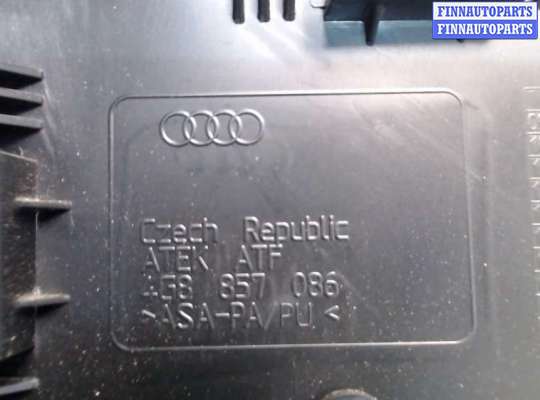 FINNAUTOPARTS
FINNAUTOPARTS
Czech Republic
ATEK ATF
4G8 857 086
>ASA-PA/PU<